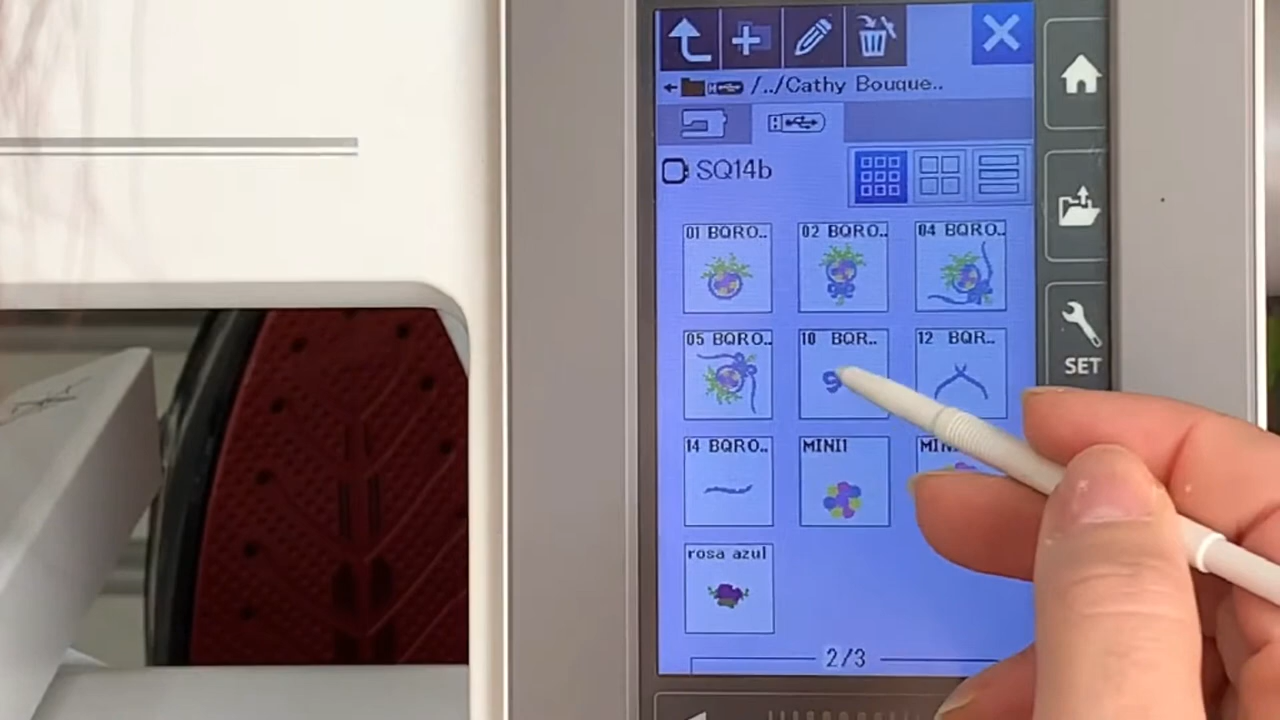 /../Cathy Bouque..
SQ14b
01 BQRO.. 02 BQRO.. 04 BQRO..
05 BQRO.. 10 BQR.. 12 BQR..
SET
14 BQRO.. MINI1
rosa azul
2/3